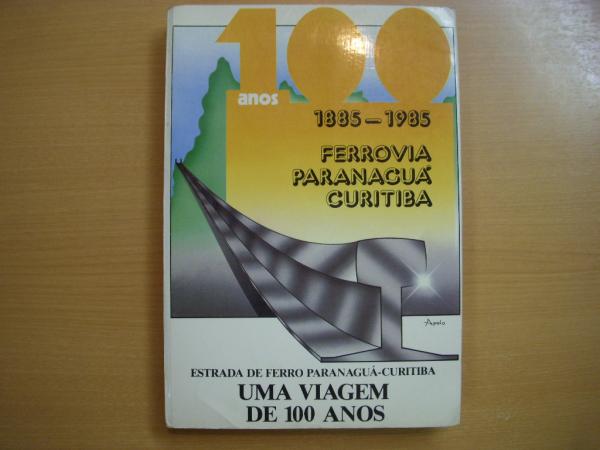 100
anos
1885-1985
FERROVIA
PARANAGUÁ
CURITIBA
Apolo
ESTRADA DE FERRO PARANAGUÁ-CURITIBA
UMA VIAGEM
DE 100 ANOS